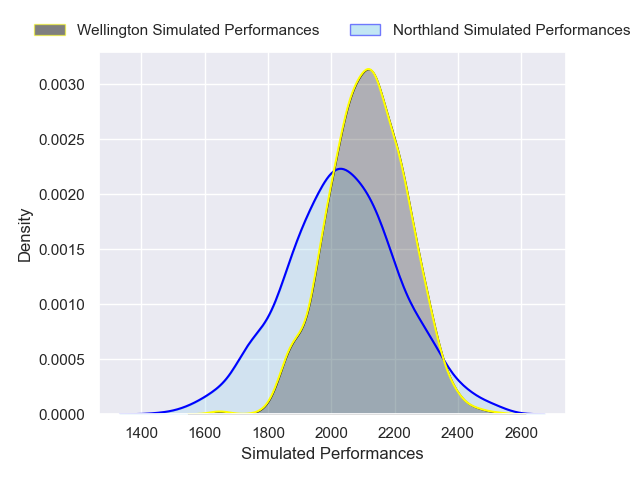 Wellington Simulated Performances Northland Simulated Performances
0.0030
0.0025
0.0020
0.0015
0.0010
0.0005
0.0000
Density
1400 1600 1800 2000 2200 2400 2600
Simulated Performances